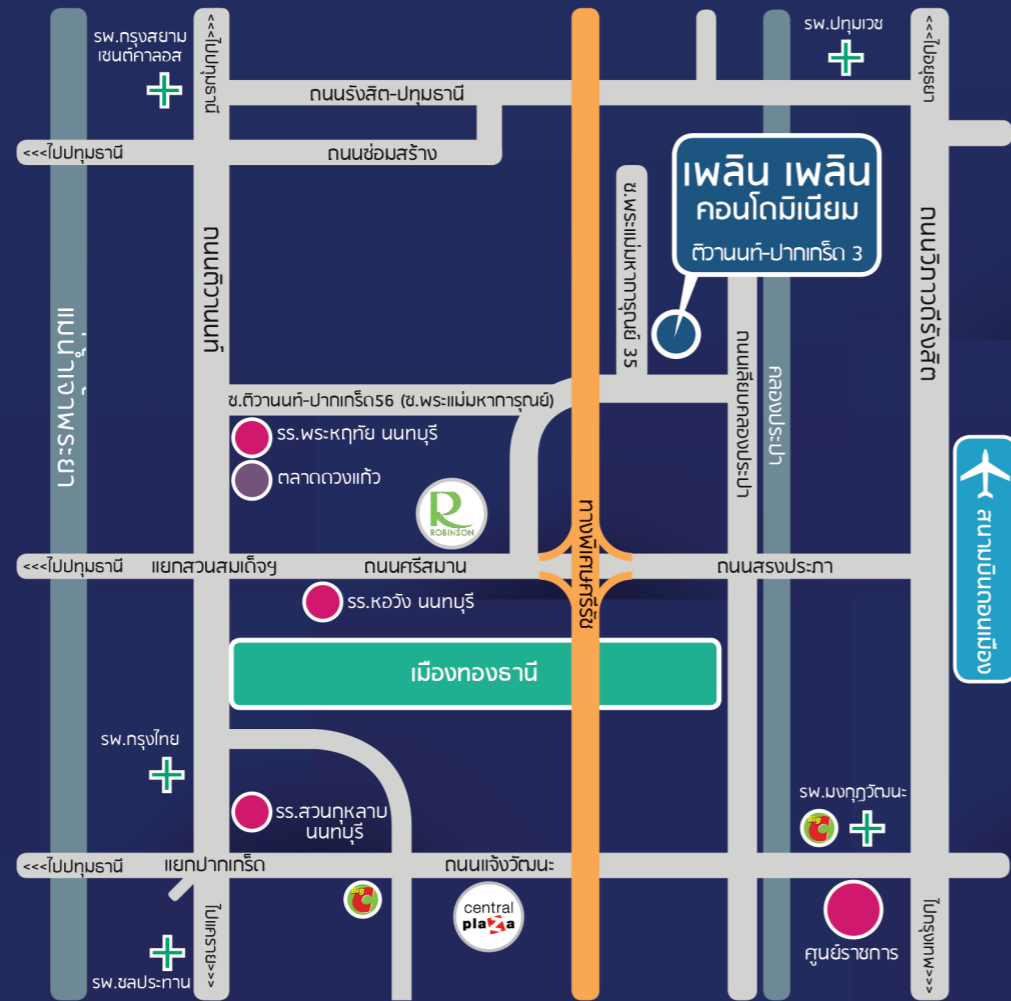 รพ.กรุงสยาม
เซนต์คาลอส
<<<ไปปทุมธานี
รพ.ปทุมเวช
<<<ไปอยุธยา
ถนนรังสิต-ปทุมธานี
<<<ไปปทุมธานี
ถนนซ่อมสร้าง
เพลิน เพลิน
คอนโดมิเนียม
ติวานนท์-ปากเกร็ด 3
ซ.พระแม่มหาการุณย์ 35
ถนนติวานนท์
ถนนวิภาวดีรังสิต
แม่น้ำเจ้าพระยา
ถนนเลียบคลองประปา
คลองประปา
ซ.ติวานนท์-ปากเกร็ด56 (ซ.พระแม่มหาการุณย์)
รร.พระหฤทัย นนทบุรี
ตลาดดวงแก้ว
R
ROBINSON
ทางพิเศษศรีรัช
สนามบินดอนเมือง
<<<ไปปทุมธานี
แยกสวนสมเด็จฯ
ถนนศรีสมาน
ถนนสรงประภา
รร.หอวัง นนทบุรี
เมืองทองธานี
รพ.กรุงไทย
รร.สวนกุหลาบ
นนทบุรี
รพ.มงกุฎวัฒนะ
Big C
<<<ไปปทุมธานี
แยกปากเกร็ด
ถนนแจ้งวัฒนะ
Big C
central
plaza
ไปแคราย>>>
รพ.ชลประทาน
ศูนย์ราชการ
ไปกรุงเทพ>>>